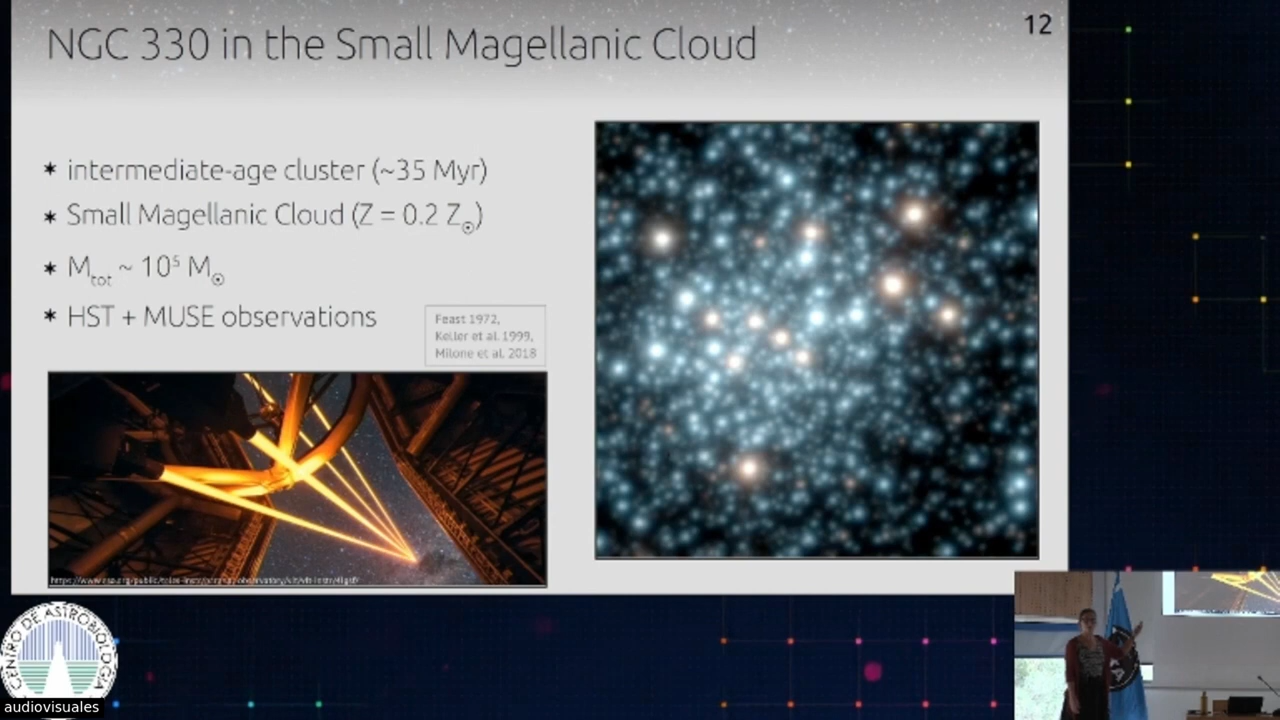 NGC 330 in the Small Magellanic Cloud
12
* intermediate-age cluster (~35 Myr)
* Small Magellanic Cloud (Z = 0.2 Z☉)
* Mtot ~ 10⁵ M☉
* HST + MUSE observations
Feast 1972,
Keller et al. 1999,
Milone et al. 2018
CENTRO DE ASTROBIOLOGÍA
audiovisuales